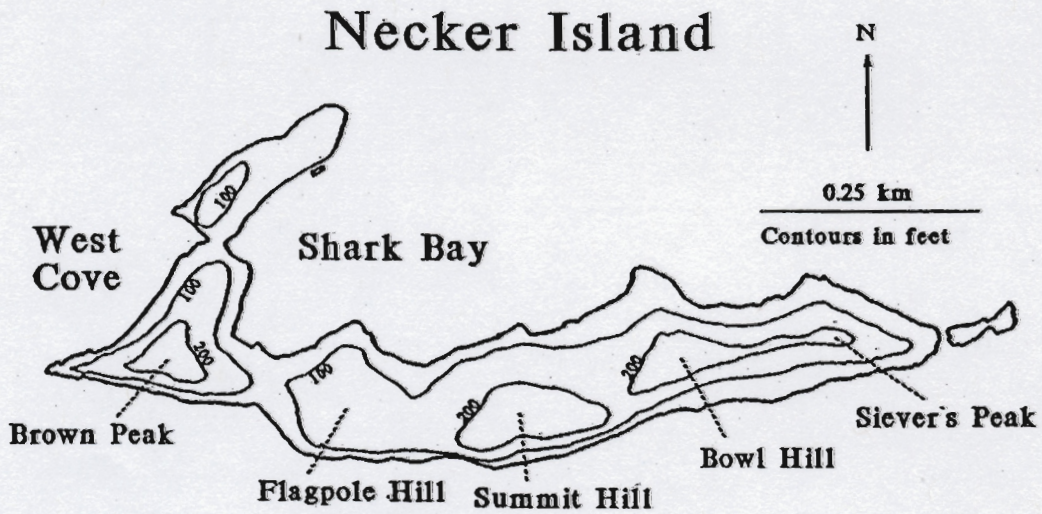 Necker Island
N
0.25 km
Contours in feet
West
Cove
Shark Bay
100
100
200
100
200
200
Brown Peak
Flagpole Hill
Summit Hill
Bowl Hill
Siever's Peak